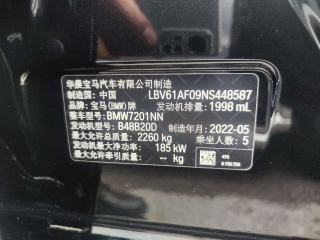 华晨宝马汽车有限公司制造
制造国：中国 LBV61AF09NS448587
品牌：宝马(BMW)牌 发动机排量：1998 mL
整车型号：BMW7201NN
发动机型号：B48B20D 制造年月：2022-05
最大允许总质量：2260 kg 乘坐人数：5
发动机最大净功率：185 kW
最大允许牵引质量：-- kg